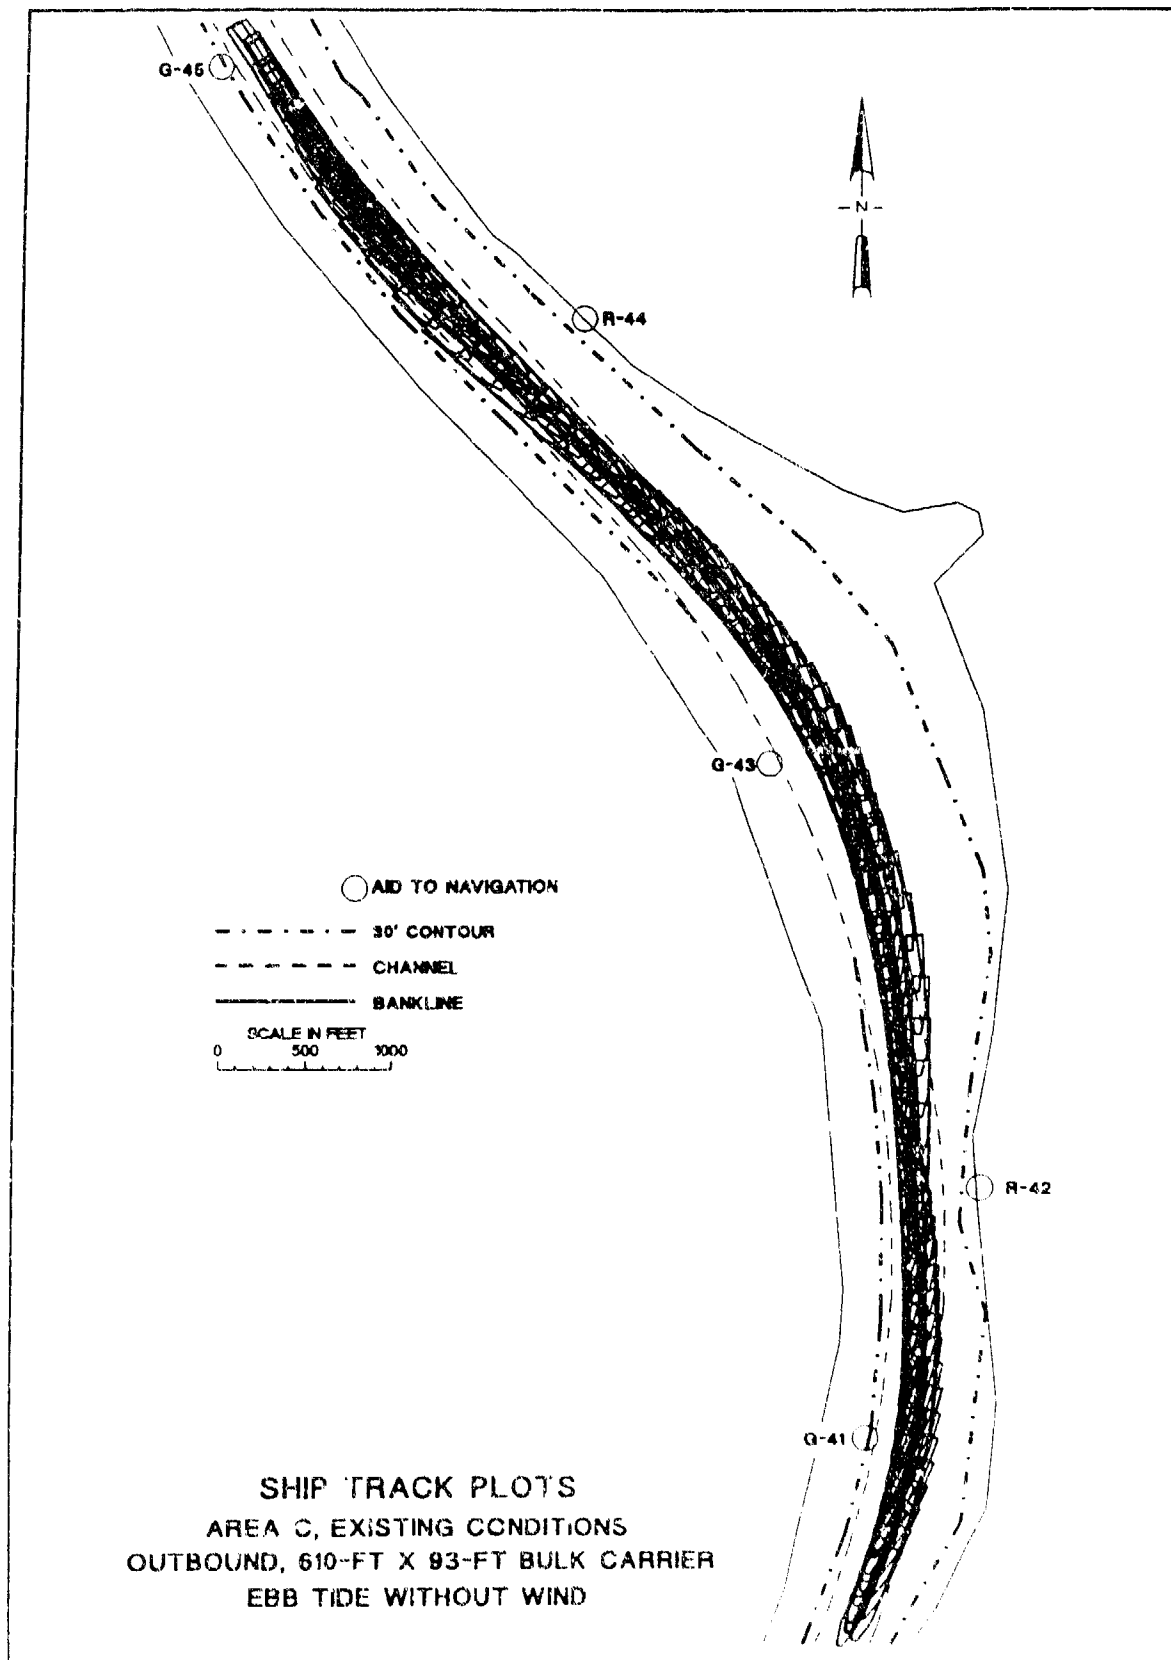 G-45
N
R-44
G-43
AID TO NAVIGATION
30' CONTOUR
CHANNEL
BANKLINE
SCALE IN FEET
0 500 1000
R-42
G-41
SHIP TRACK PLOTS
AREA C, EXISTING CONDITIONS
OUTBOUND, 610-FT X 93-FT BULK CARRIER
EBB TIDE WITHOUT WIND